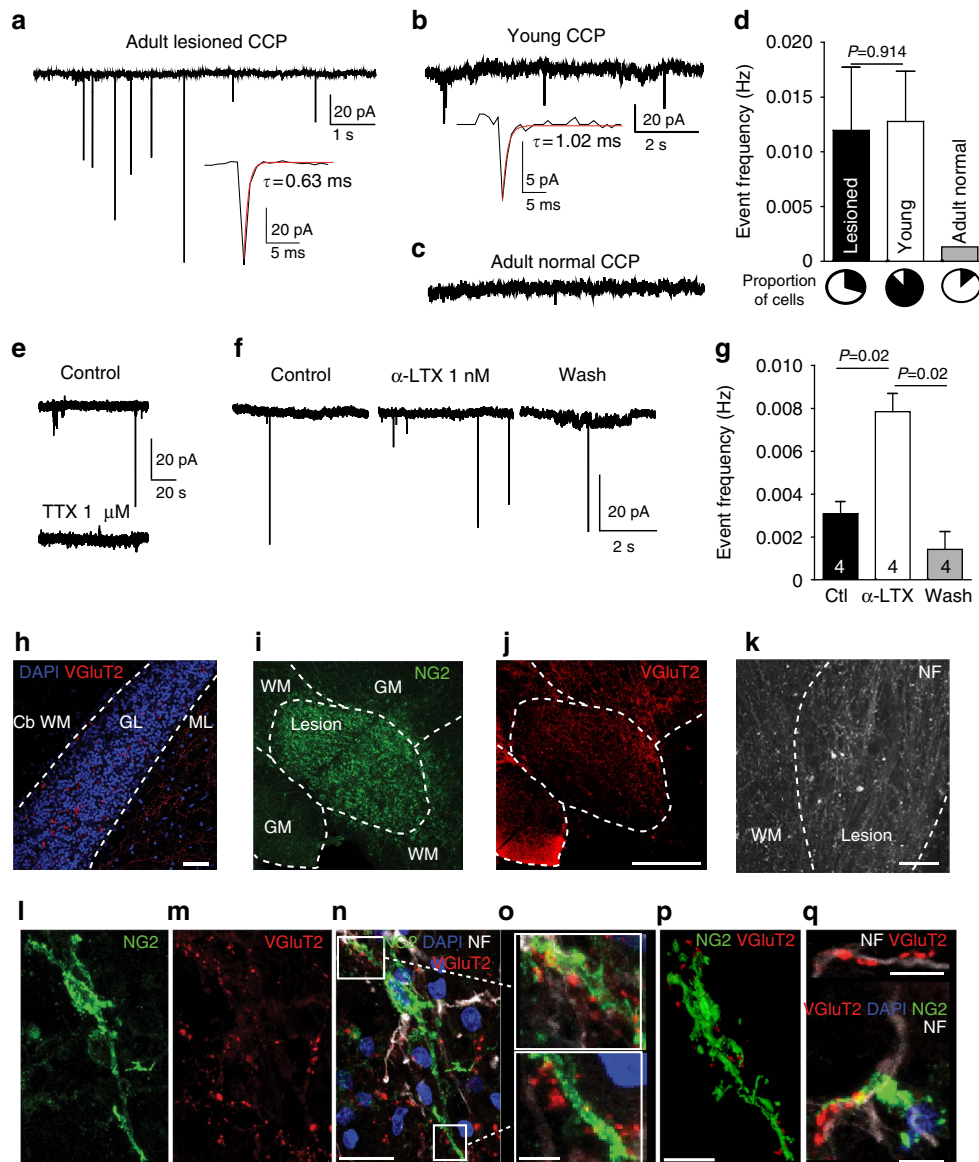 a
Adult lesioned CCP
20 pA
1 s
τ=0.63 ms
20 pA
5 ms
b
Young CCP
20 pA
2 s
τ=1.02 ms
5 pA
5 ms
c
Adult normal CCP
d
Event frequency (Hz)
0.020
0.015
0.010
0.005
0
P=0.914
Lesioned
Young
Adult normal
Proportion
of cells
e
Control
20 pA
20 s
TTX 1 μM
f
Control
α-LTX 1 nM
Wash
20 pA
2 s
g
Event frequency (Hz)
0.010
0.008
0.006
0.004
0.002
0
P=0.02
P=0.02
4
4
4
Ctl
α-LTX
Wash
h
DAPI VGluT2
Cb WM
GL
ML
i
NG2
WM
GM
Lesion
GM
WM
j
VGluT2
k
NF
WM
Lesion
l
NG2
m
VGluT2
n
NG2 DAPI NF
VGluT2
o
p
NG2 VGluT2
q
NF VGluT2
VGluT2 DAPI NG2
NF